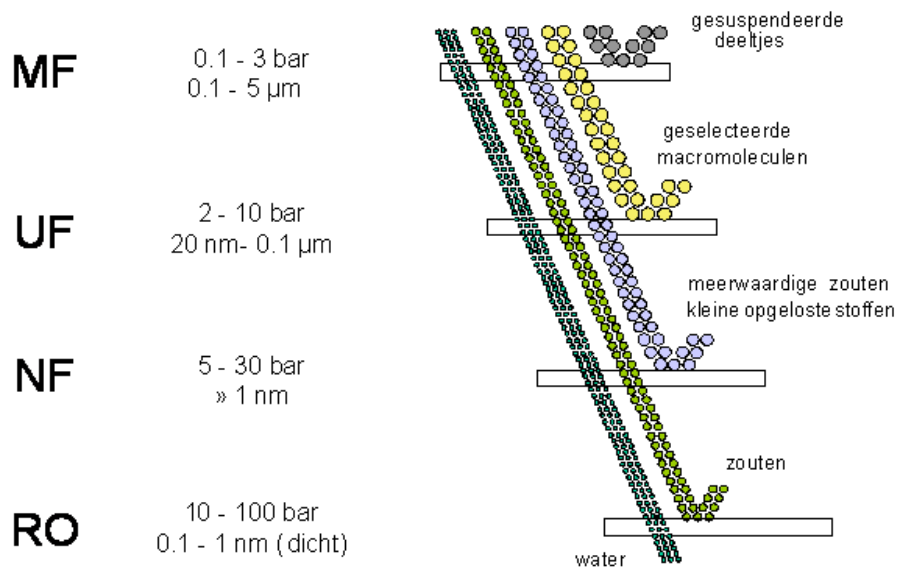 MF
0.1 - 3 bar
0.1 - 5 µm
gesuspendeerde
deeltjes
geselecteerde
macromoleculen
UF
2 - 10 bar
20 nm- 0.1 µm
meerwaardige zouten
kleine opgeloste stoffen
NF
5 - 30 bar
» 1 nm
zouten
RO
10 - 100 bar
0.1 - 1 nm (dicht)
water